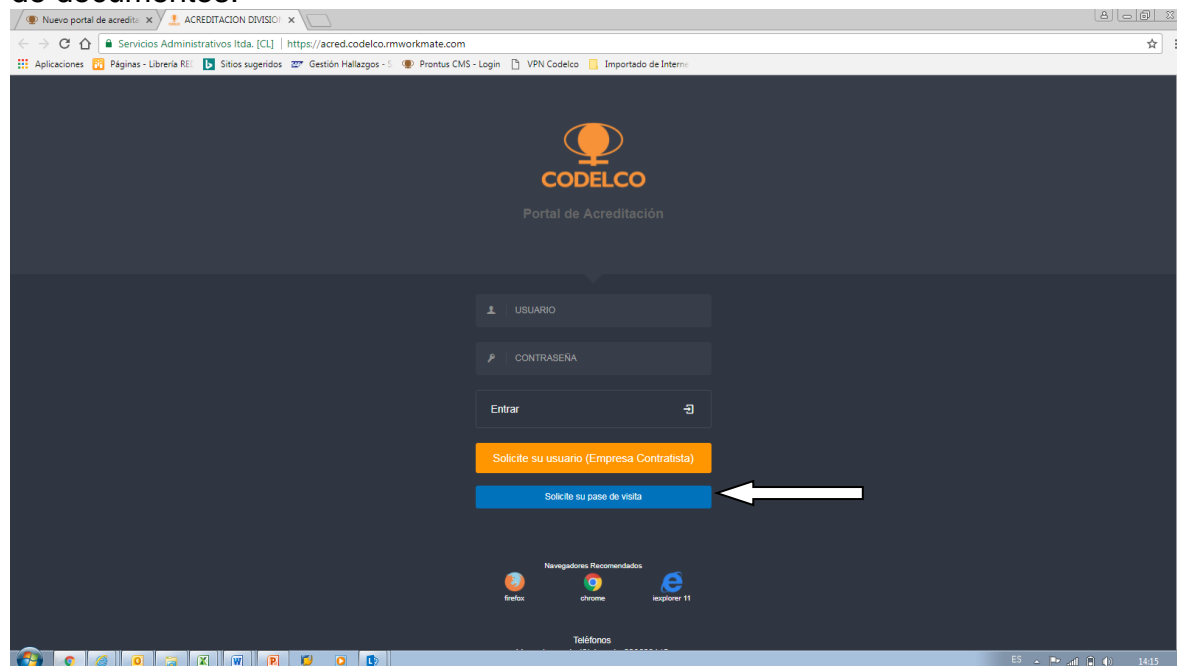 de documentos.
Nuevo portal de acredita
ACREDITACION DIVISIO
Servicios Administrativos ltda. [CL] | https://acred.codelco.rmworkmate.com
Aplicaciones Páginas - Librería RE Sitios sugeridos Gestión Hallazgos - S Prontus CMS - Login VPN Codelco Importado de Interne
CODELCO
Portal de Acreditación
USUARIO
CONTRASEÑA
Entrar
Solicite su usuario (Empresa Contratista)
Solicite su pase de visita
Navegadores Recomendados
firefox chrome iexplorer 11
Teléfonos
ES 14:15